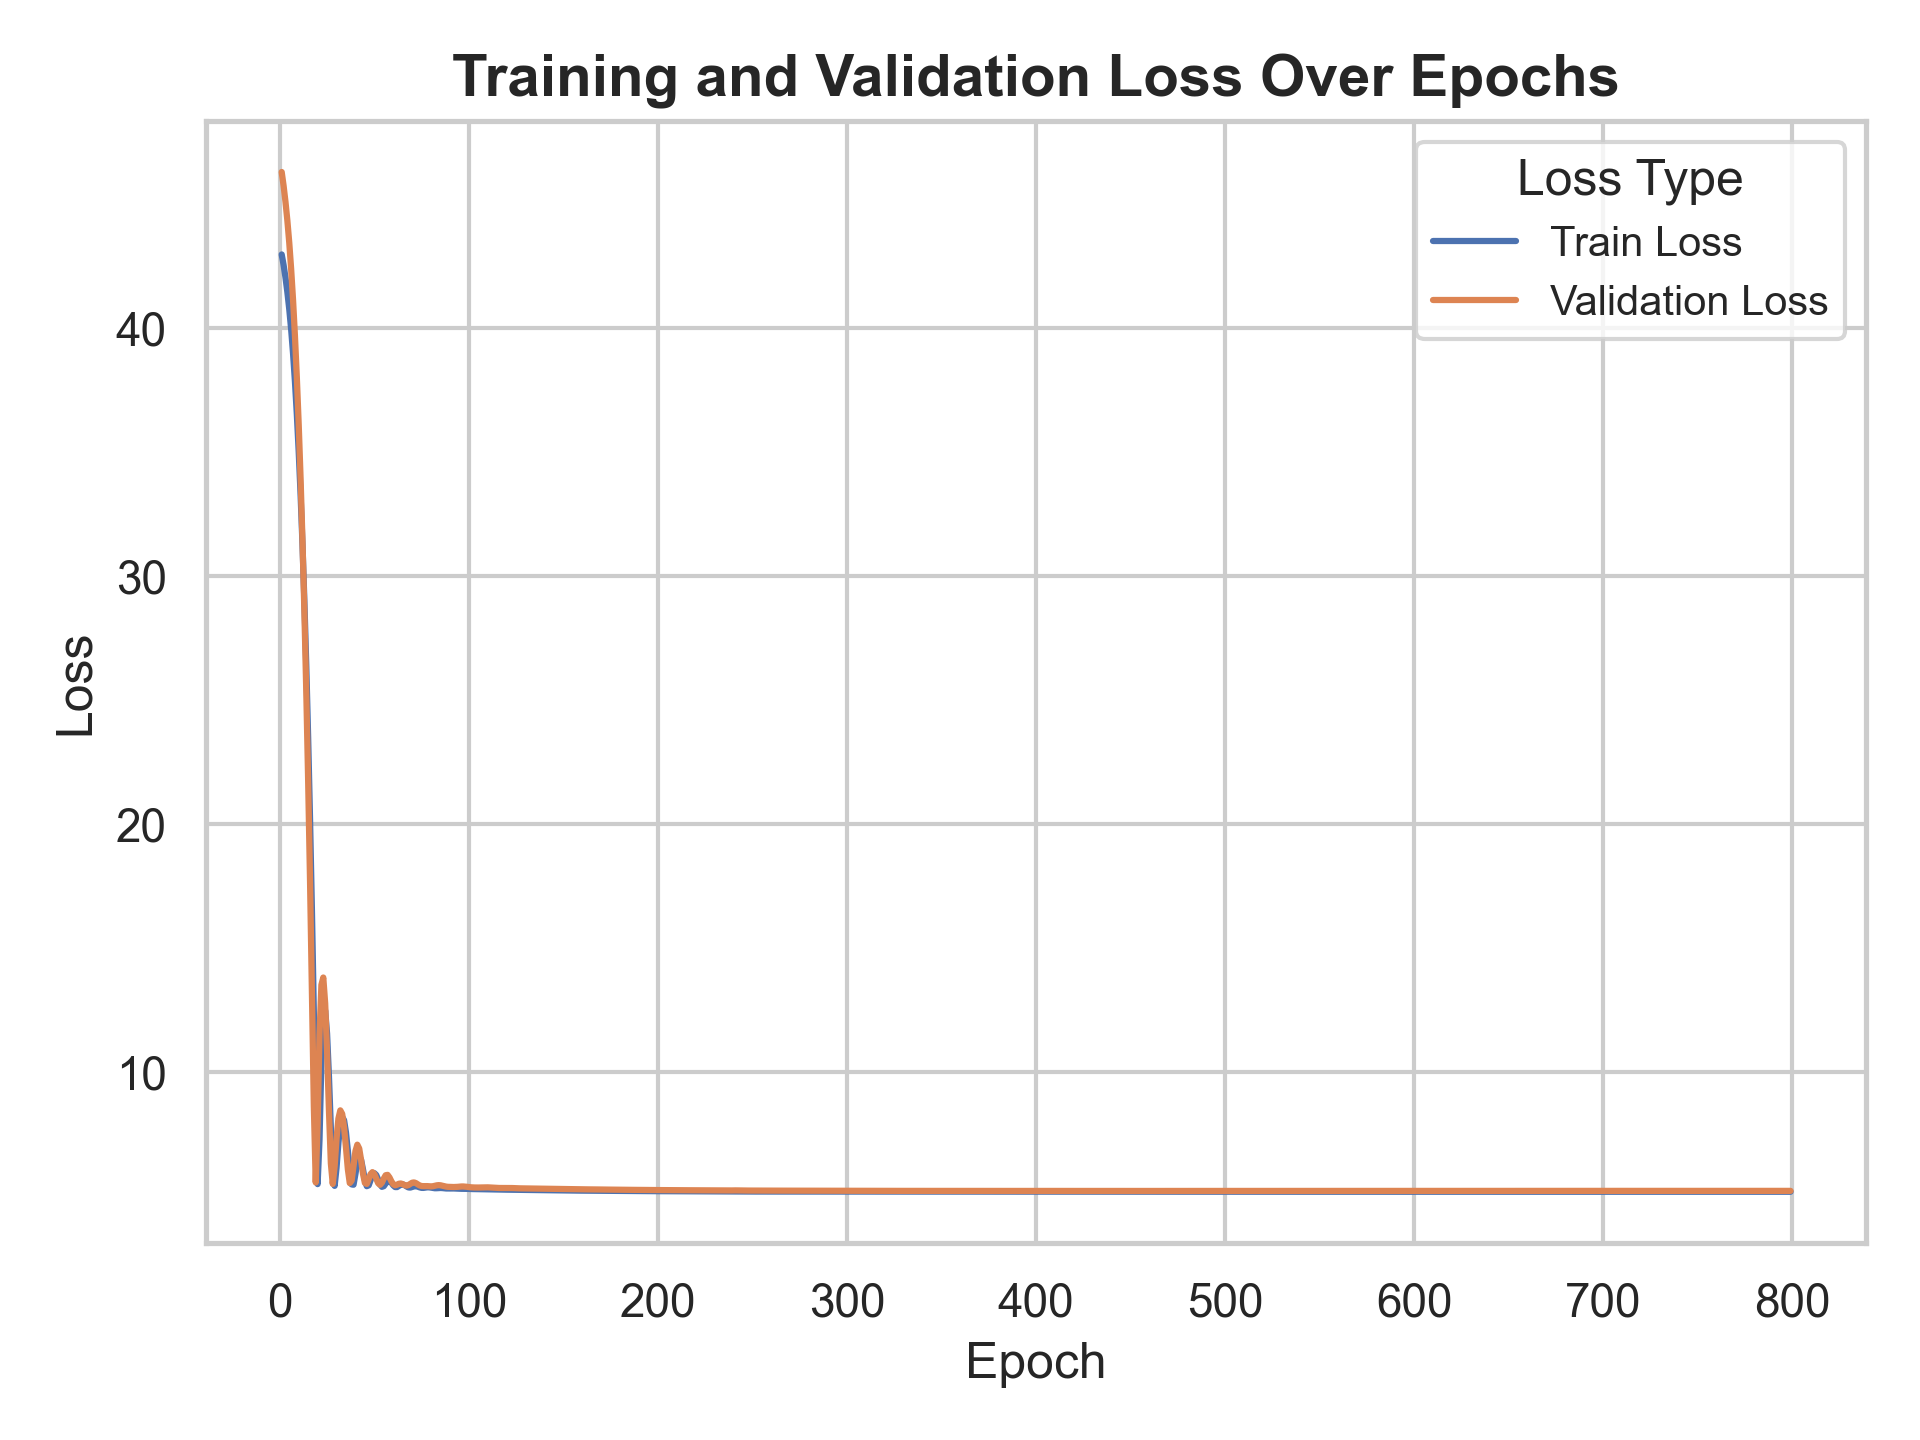 Training and Validation Loss Over Epochs
Loss Type
Train Loss
Validation Loss
Loss
40
30
20
10
0 100 200 300 400 500 600 700 800
Epoch